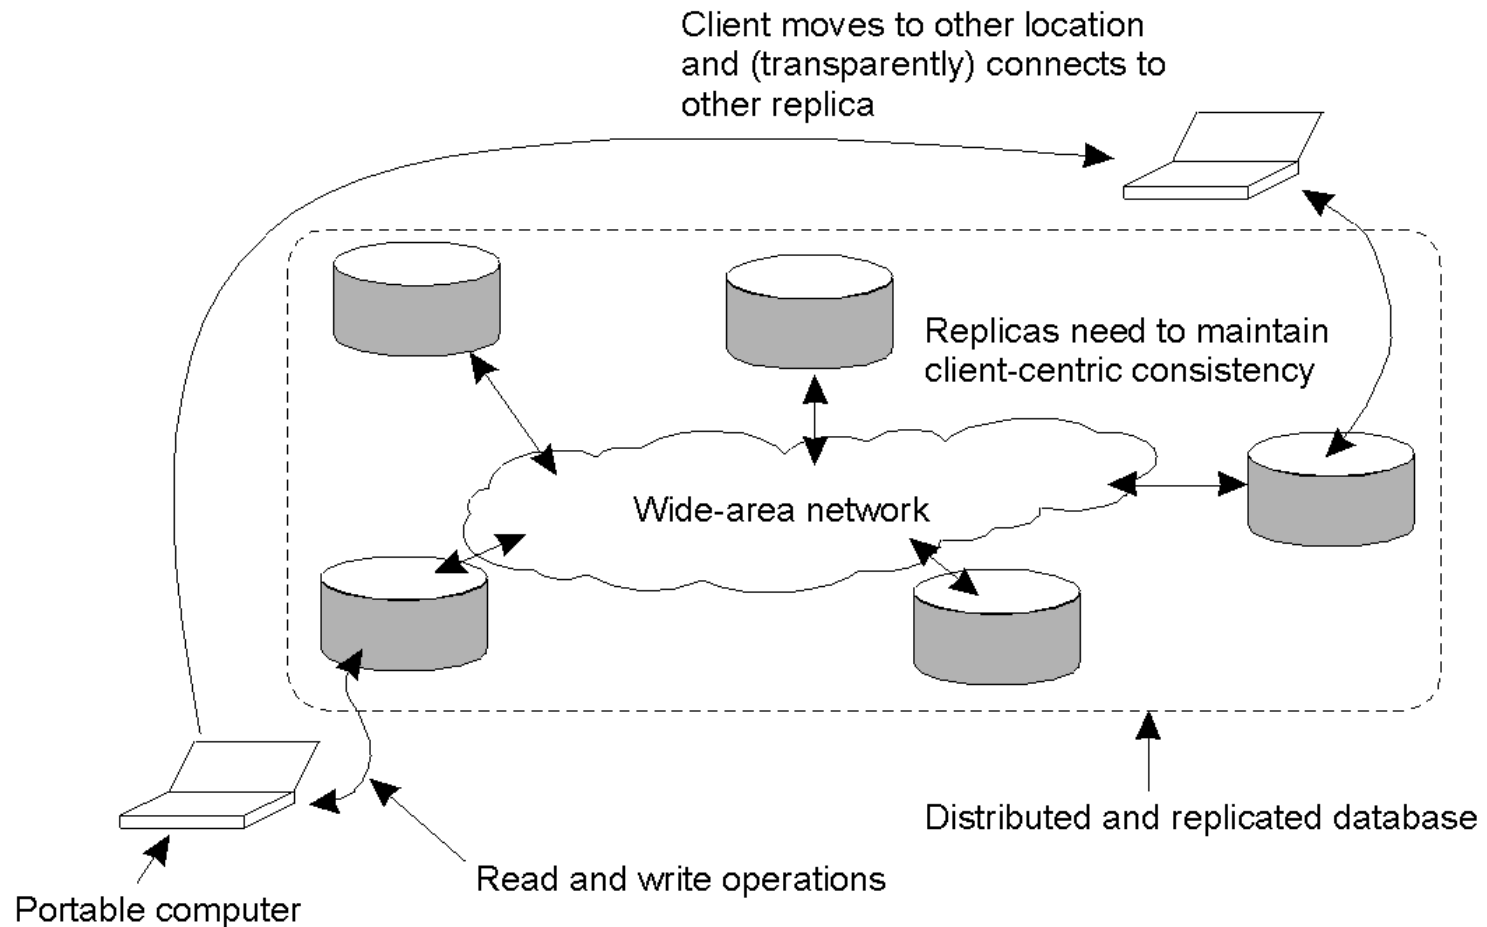 Client moves to other location
and (transparently) connects to
other replica
Replicas need to maintain
client-centric consistency
Wide-area network
Distributed and replicated database
Read and write operations
Portable computer